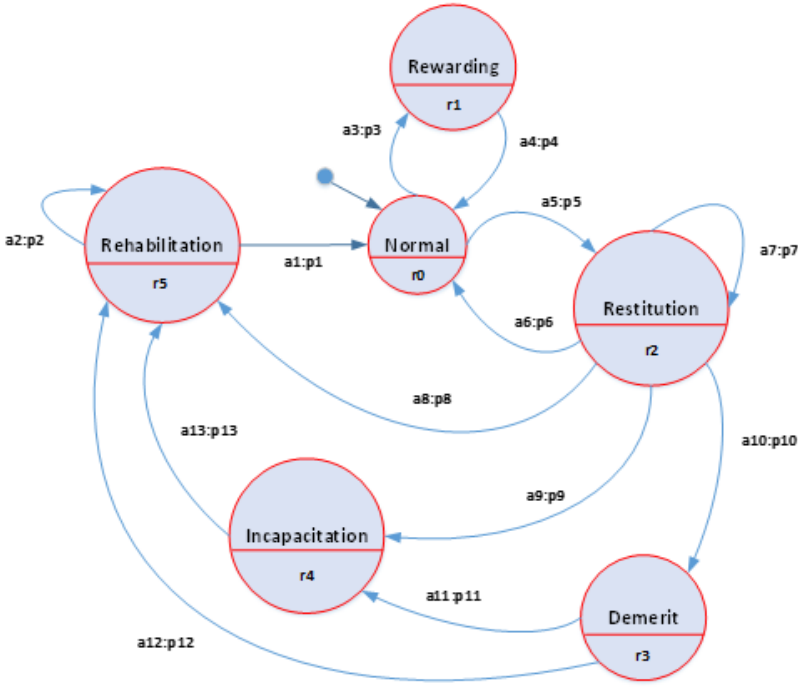 Rewarding
r1
a3:p3
a4:p4
a5:p5
Rehabilitation
r5
a2:p2
a1:p1
Normal
r0
a7:p7
Restitution
r2
a6:p6
a8:p8
a13:p13
a10:p10
a9:p9
Incapacitation
r4
a11:p11
Demerit
r3
a12:p12